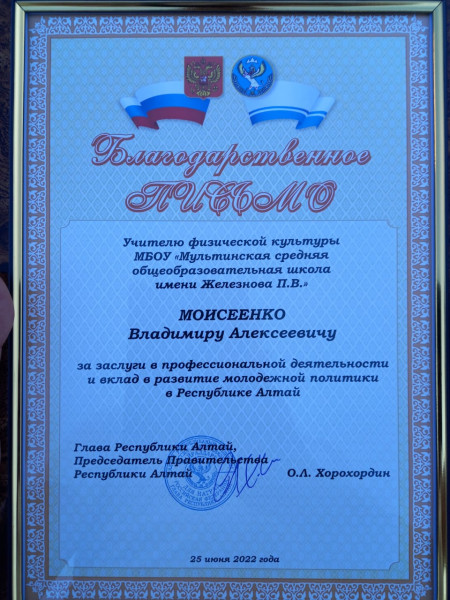 Благодарственное
ПИСЬМО
Учителю физической культуры
МБОУ «Мультинская средняя
общеобразовательная школа
имени Железнова П.В.»
МОИСЕЕНКО
Владимиру Алексеевичу
за заслуги в профессиональной деятельности
и вклад в развитие молодежной политики
в Республике Алтай
Глава Республики Алтай,
Председатель Правительства
Республики Алтай О.Л. Хорохордин
25 июня 2022 года